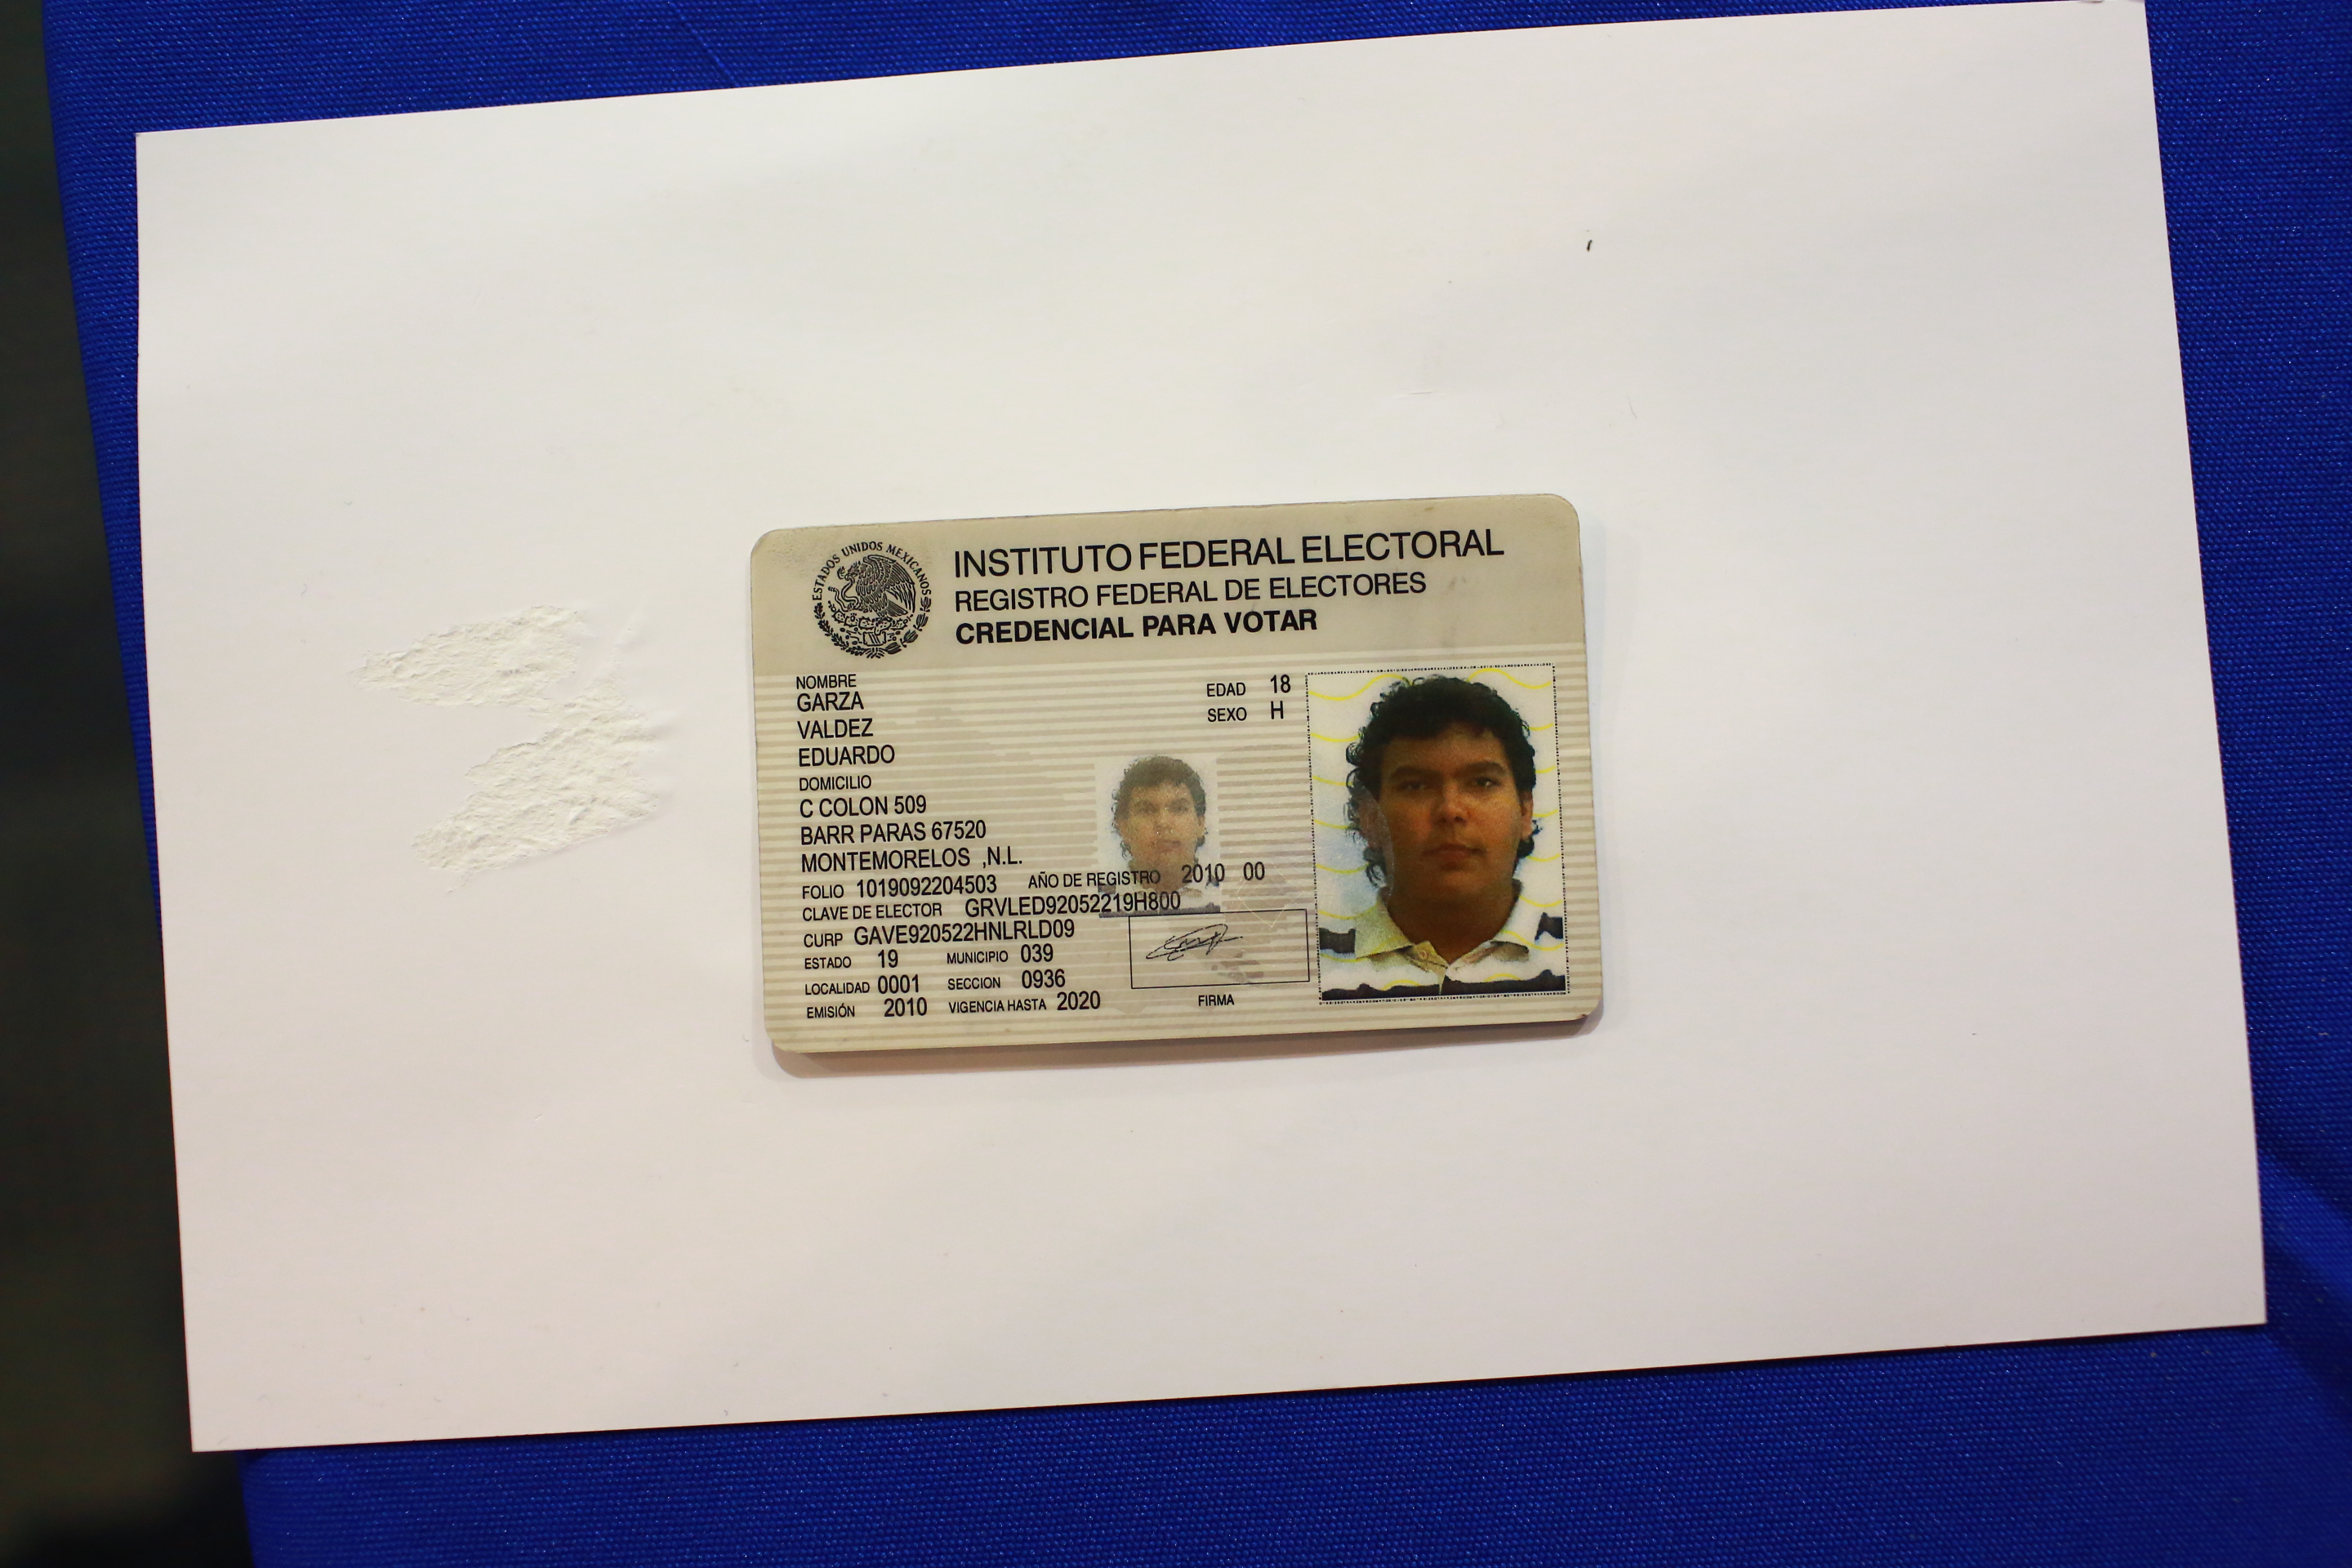 ESTADOS UNIDOS MEXICANOS
INSTITUTO FEDERAL ELECTORAL
REGISTRO FEDERAL DE ELECTORES
CREDENCIAL PARA VOTAR
NOMBRE
GARZA
VALDEZ
EDUARDO
EDAD 18
SEXO H
DOMICILIO
C COLON 509
BARR PARAS 67520
MONTEMORELOS ,N.L.
FOLIO 1019092204503 AÑO DE REGISTRO 2010 00
CLAVE DE ELECTOR GRVLED92052219H800
CURP GAVE920522HNLRLD09
ESTADO 19 MUNICIPIO 039
LOCALIDAD 0001 SECCION 0936
EMISIÓN 2010 VIGENCIA HASTA 2020
FIRMA